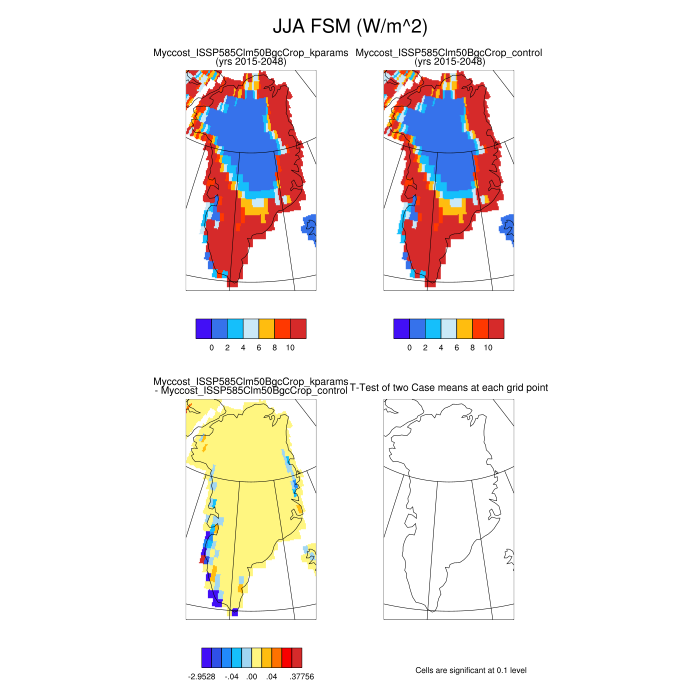 JJA FSM (W/m^2)
Myccost_ISSP585Clm50BgcCrop_kparams
(yrs 2015-2048)
Myccost_ISSP585Clm50BgcCrop_control
(yrs 2015-2048)
0 2 4 6 8 10
0 2 4 6 8 10
Myccost_ISSP585Clm50BgcCrop_kparams
- Myccost_ISSP585Clm50BgcCrop_control
T-Test of two Case means at each grid point
-2.9528 -.04 .00 .04 .37756
Cells are significant at 0.1 level